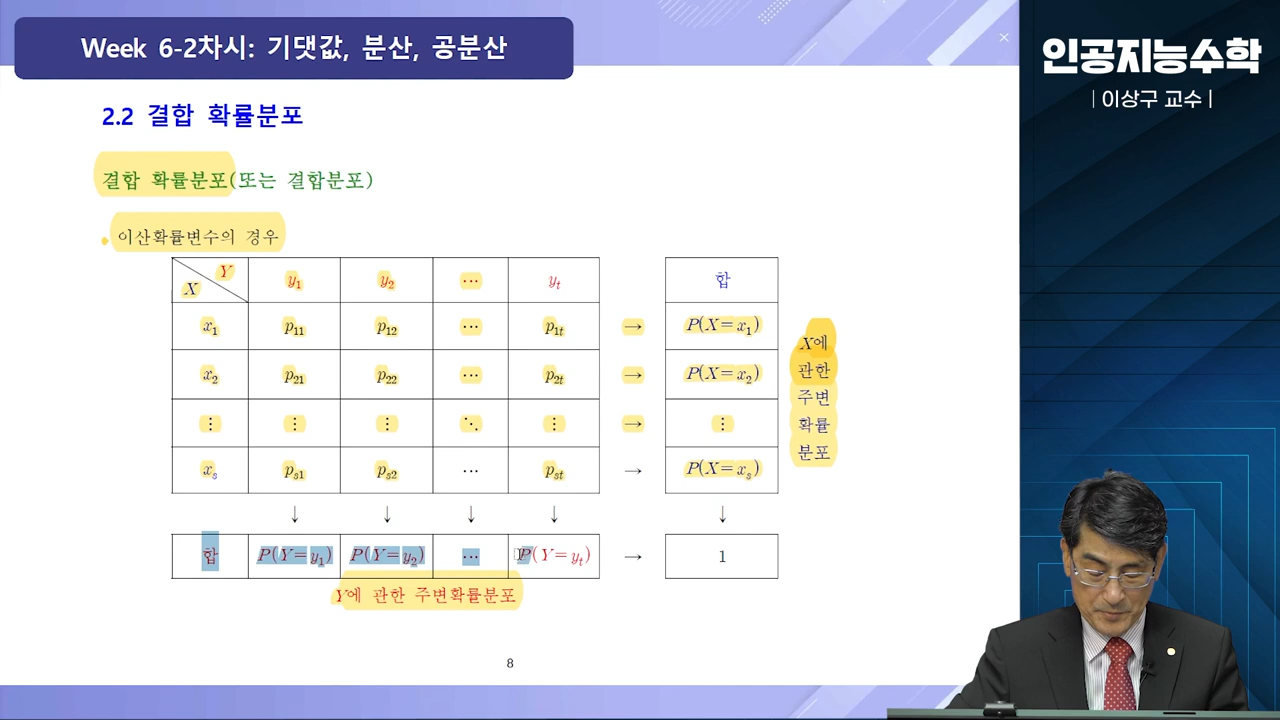 Week 6-2차시: 기댓값, 분산, 공분산
인공지능수학
| 이상구 교수 |
2.2 결합 확률분포
결합 확률분포(또는 결합분포)
• 이산확률변수의 경우
X Y y₁ y₂ ⋯ yₜ 합
x₁ p₁₁ p₁₂ ⋯ p₁ₜ → P(X=x₁)
x₂ p₂₁ p₂₂ ⋯ p₂ₜ → P(X=x₂)
⋮ ⋮ ⋮ ⋱ ⋮ → ⋮
xₛ pₛ₁ pₛ₂ ⋯ pₛₜ → P(X=xₛ)
X에
관한
주변
확률
분포
↓ ↓ ↓ ↓ ↓
합 P(Y=y₁) P(Y=y₂) ⋯ P(Y=yₜ) → 1
Y에 관한 주변확률분포
8